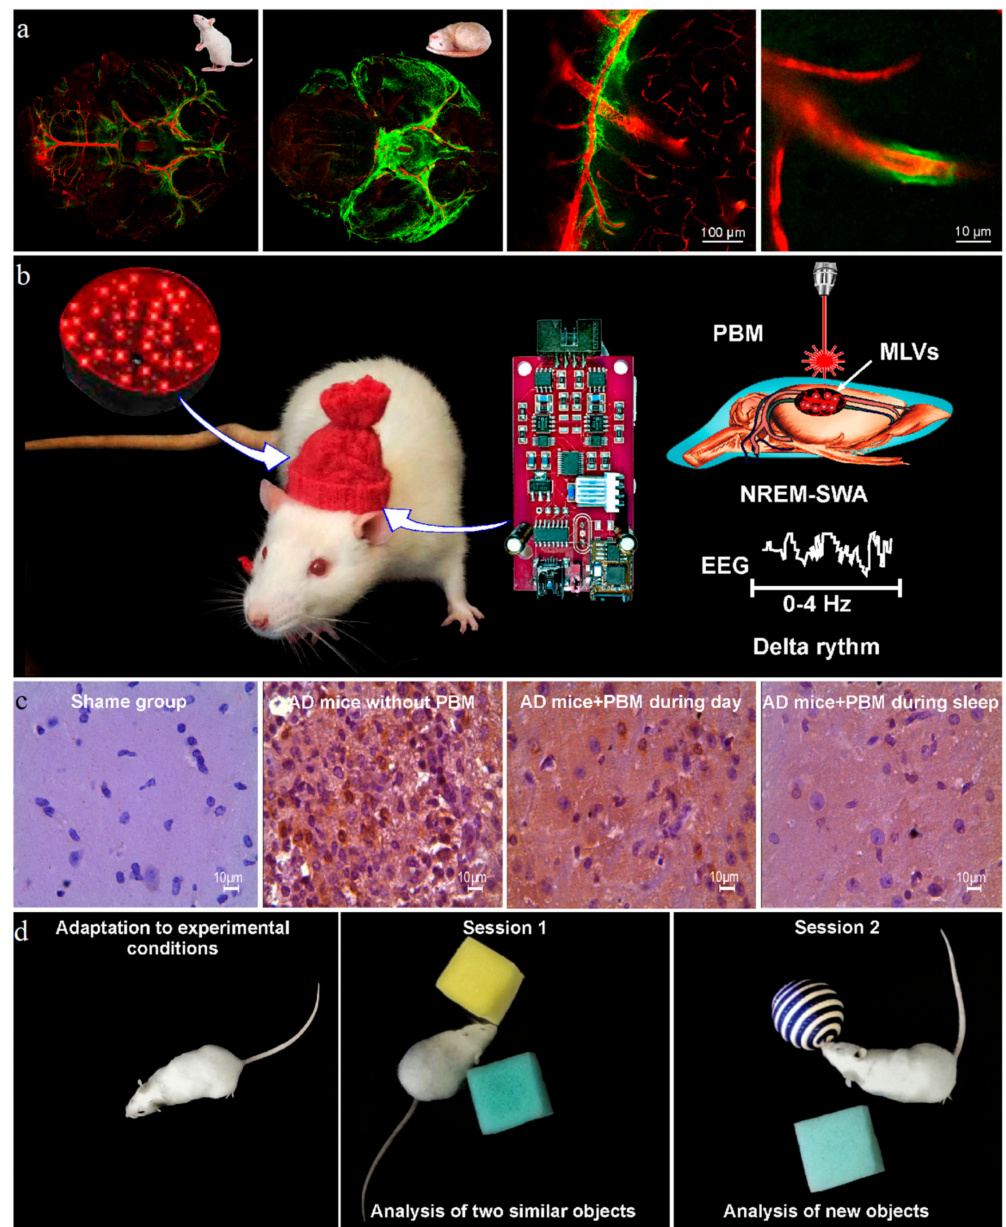 a
100 µm
10 µm
b
PBM
MLVs
NREM-SWA
EEG
0-4 Hz
Delta rythm
c
Shame group
AD mice without PBM
AD mice+PBM during day
AD mice+PBM during sleep
10µm
10µm
10µm
10µm
d
Adaptation to experimental
conditions
Session 1
Analysis of two similar objects
Session 2
Analysis of new objects